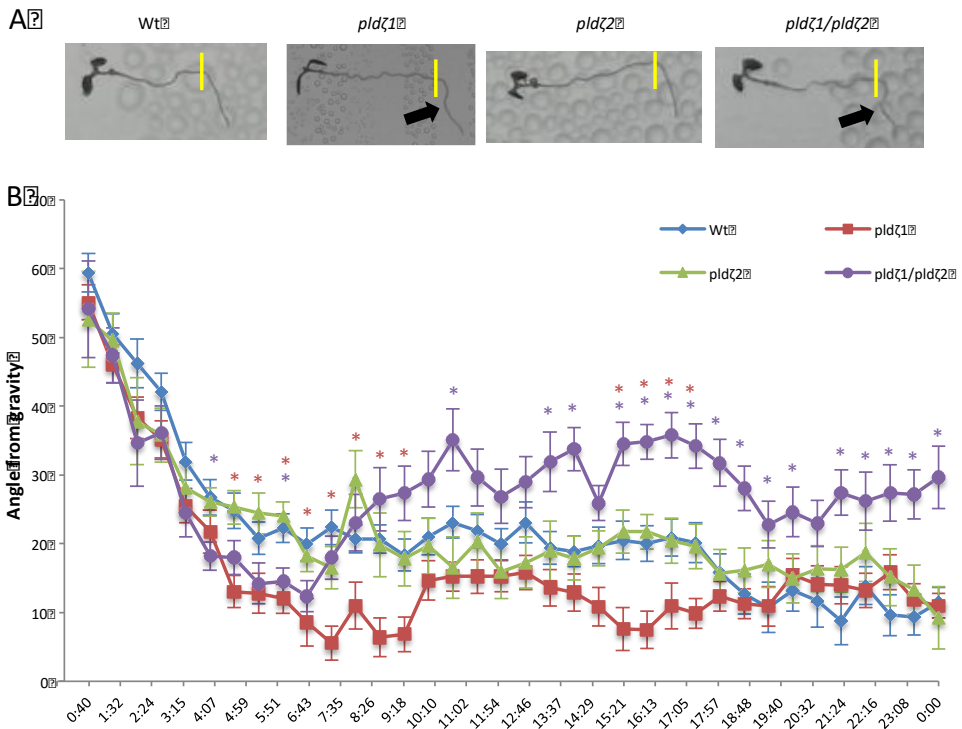 A
Wt pldζ1 pldζ2 pldζ1/pldζ2
B
70
60
50
40
30
20
10
0
Angle from gravity
Wt pldζ1
pldζ2 pldζ1/pldζ2
* * * * * * * * * * * * * * * * * * * * * * * * * * * * *
0:40 1:32 2:24 3:15 4:07 4:59 5:51 6:43 7:35 8:26 9:18 10:10 11:02 11:54 12:46 13:37 14:29 15:21 16:13 17:05 17:57 18:48 19:40 20:32 21:24 22:16 23:08 0:00